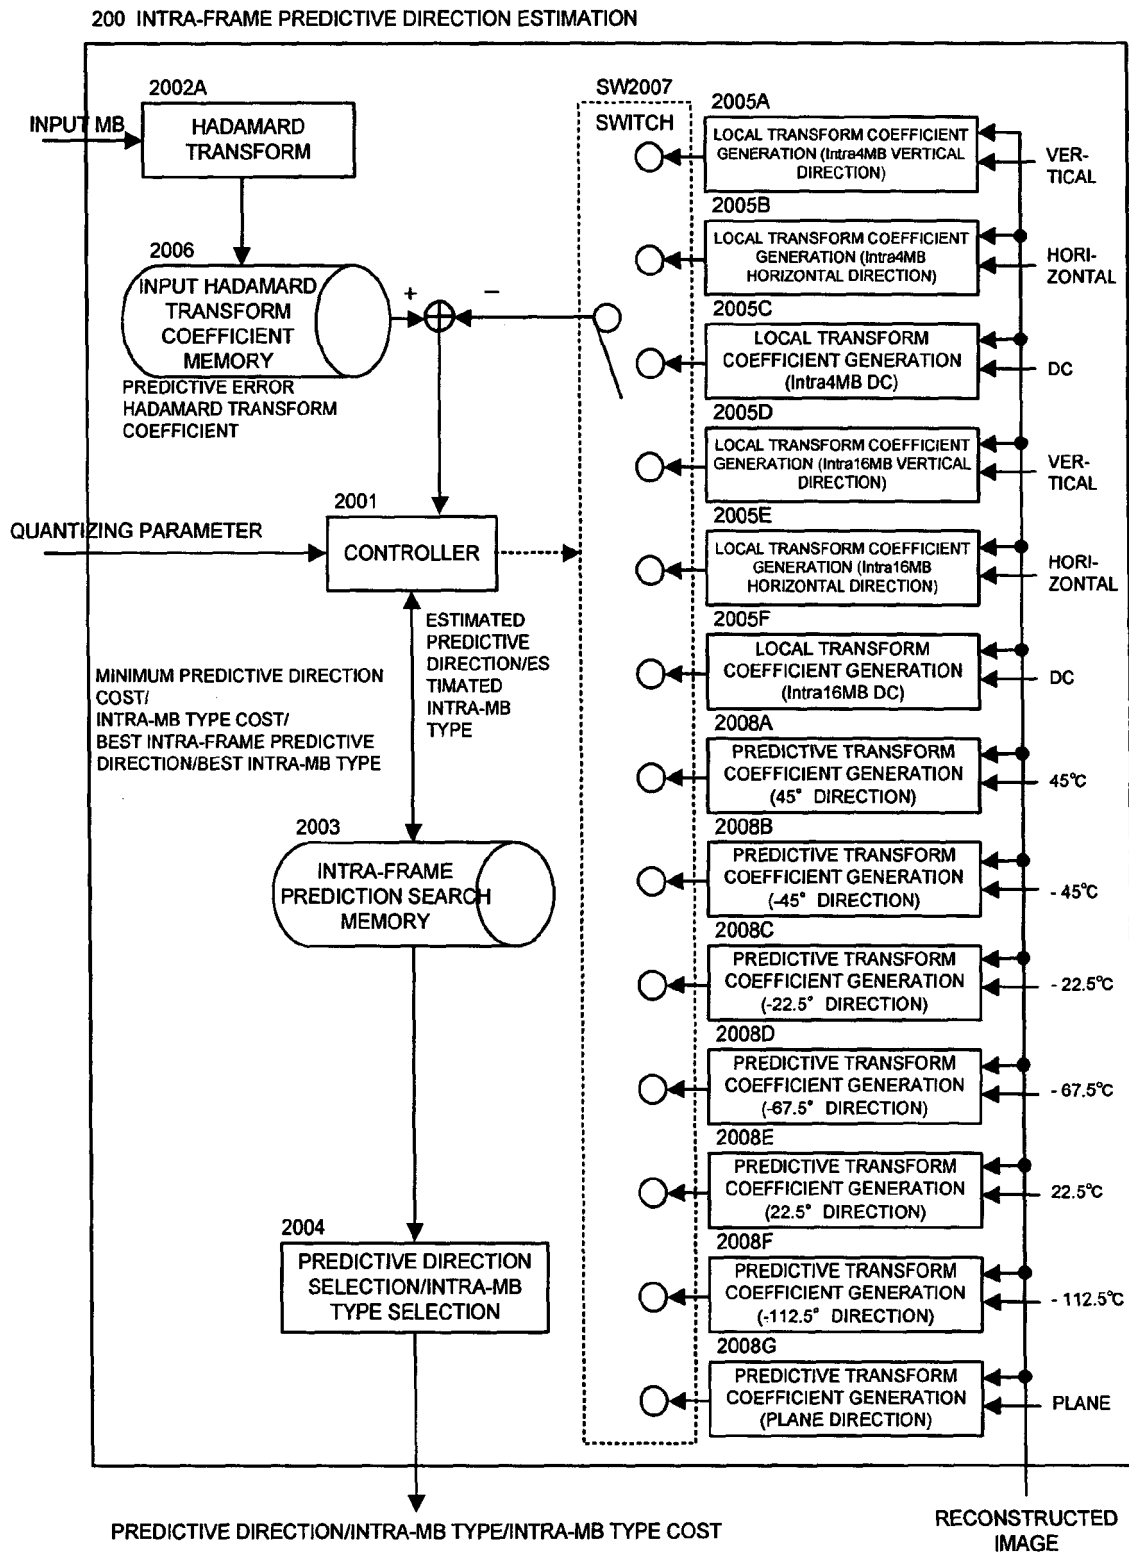 200 INTRA-FRAME PREDICTIVE DIRECTION ESTIMATION
2002A
INPUT MB
HADAMARD
TRANSFORM
2006
INPUT HADAMARD
TRANSFORM
COEFFICIENT
MEMORY
PREDICTIVE ERROR
HADAMARD TRANSFORM
COEFFICIENT
+
−
2001
QUANTIZING PARAMETER
CONTROLLER
ESTIMATED
PREDICTIVE
DIRECTION/ES
TIMATED
INTRA-MB
TYPE
MINIMUM PREDICTIVE DIRECTION
COST/
INTRA-MB TYPE COST/
BEST INTRA-FRAME PREDICTIVE
DIRECTION/BEST INTRA-MB TYPE
2003
INTRA-FRAME
PREDICTION SEARCH
MEMORY
2004
PREDICTIVE DIRECTION
SELECTION/INTRA-MB
TYPE SELECTION
PREDICTIVE DIRECTION/INTRA-MB TYPE/INTRA-MB TYPE COST
SW2007
SWITCH
2005A
LOCAL TRANSFORM COEFFICIENT
GENERATION (Intra4MB VERTICAL
DIRECTION)
VER-
TICAL
2005B
LOCAL TRANSFORM COEFFICIENT
GENERATION (Intra4MB
HORIZONTAL DIRECTION)
HORI-
ZONTAL
2005C
LOCAL TRANSFORM
COEFFICIENT GENERATION
(Intra4MB DC)
DC
2005D
LOCAL TRANSFORM COEFFICIENT
GENERATION (Intra16MB VERTICAL
DIRECTION)
VER-
TICAL
2005E
LOCAL TRANSFORM COEFFICIENT
GENERATION (Intra16MB
HORIZONTAL DIRECTION)
HORI-
ZONTAL
2005F
LOCAL TRANSFORM
COEFFICIENT GENERATION
(Intra16MB DC)
DC
2008A
PREDICTIVE TRANSFORM
COEFFICIENT GENERATION
(45° DIRECTION)
45℃
2008B
PREDICTIVE TRANSFORM
COEFFICIENT GENERATION
(-45° DIRECTION)
- 45℃
2008C
PREDICTIVE TRANSFORM
COEFFICIENT GENERATION
(-22.5° DIRECTION)
- 22.5℃
2008D
PREDICTIVE TRANSFORM
COEFFICIENT GENERATION
(-67.5° DIRECTION)
- 67.5℃
2008E
PREDICTIVE TRANSFORM
COEFFICIENT GENERATION
(22.5° DIRECTION)
22.5℃
2008F
PREDICTIVE TRANSFORM
COEFFICIENT GENERATION
(-112.5° DIRECTION)
- 112.5℃
2008G
PREDICTIVE TRANSFORM
COEFFICIENT GENERATION
(PLANE DIRECTION)
PLANE
RECONSTRUCTED
IMAGE